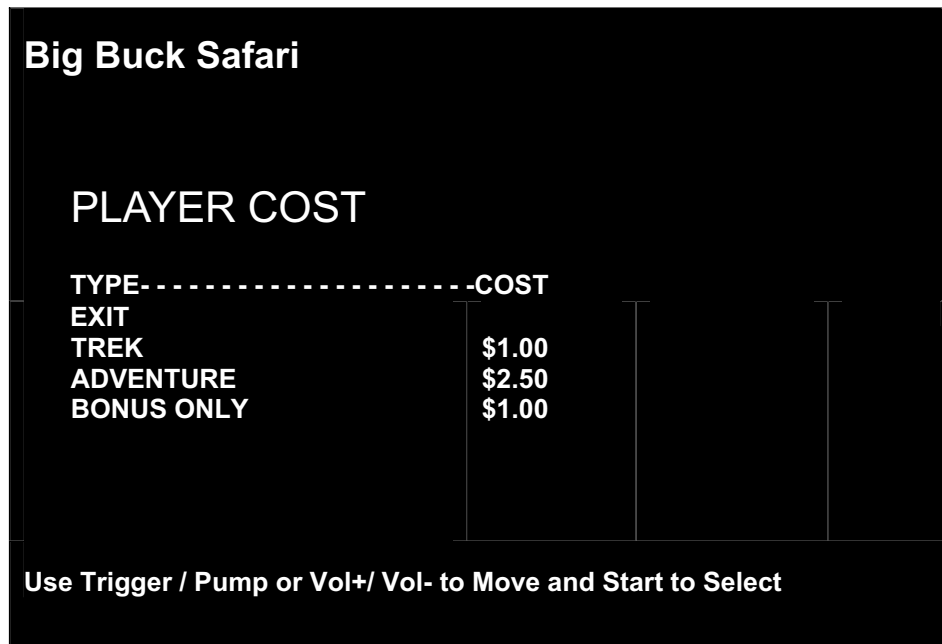 Big Buck Safari
PLAYER COST
TYPE- - - - - - - - - - - - - - - - - - - - -COST
EXIT
TREK $1.00
ADVENTURE $2.50
BONUS ONLY $1.00
Use Trigger / Pump or Vol+/ Vol- to Move and Start to Select